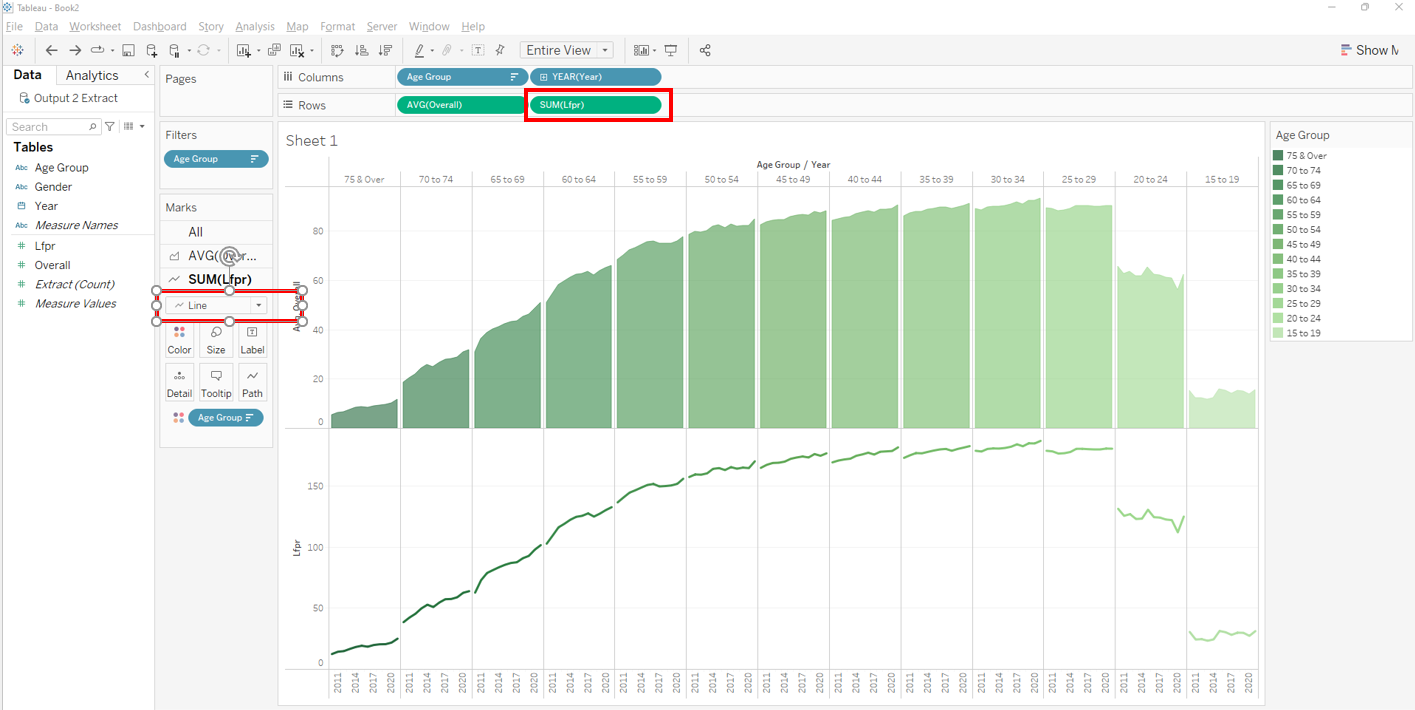 Tableau - Book2
File Data Worksheet Dashboard Story Analysis Map Format Server Window Help
Entire View
Show M
Data Analytics
Output 2 Extract
Search
Tables
Abc Age Group
Abc Gender
Year
Abc Measure Names
# Lfpr
# Overall
# Extract (Count)
# Measure Values
Pages
Filters
Age Group
Marks
All
SUM(Lfpr)
Line
Color Size Label
Detail Tooltip Path
Age Group
Columns Age Group YEAR(Year)
Rows AVG(Overall) SUM(Lfpr)
Sheet 1
Age Group / Year
75 & Over 70 to 74 65 to 69 60 to 64 55 to 59 50 to 54 45 to 49 40 to 44 35 to 39 30 to 34 25 to 29 20 to 24 15 to 19
80
60
40
20
0
Lfpr
150
100
50
0
2011 2014 2017 2020 2011 2014 2017 2020 2011 2014 2017 2020 2011 2014 2017 2020 2011 2014 2017 2020 2011 2014 2017 2020 2011 2014 2017 2020 2011 2014 2017 2020 2011 2014 2017 2020 2011 2014 2017 2020 2011 2014 2017 2020 2011 2014 2017 2020 2011 2014 2017 2020
Age Group
75 & Over
70 to 74
65 to 69
60 to 64
55 to 59
50 to 54
45 to 49
40 to 44
35 to 39
30 to 34
25 to 29
20 to 24
15 to 19